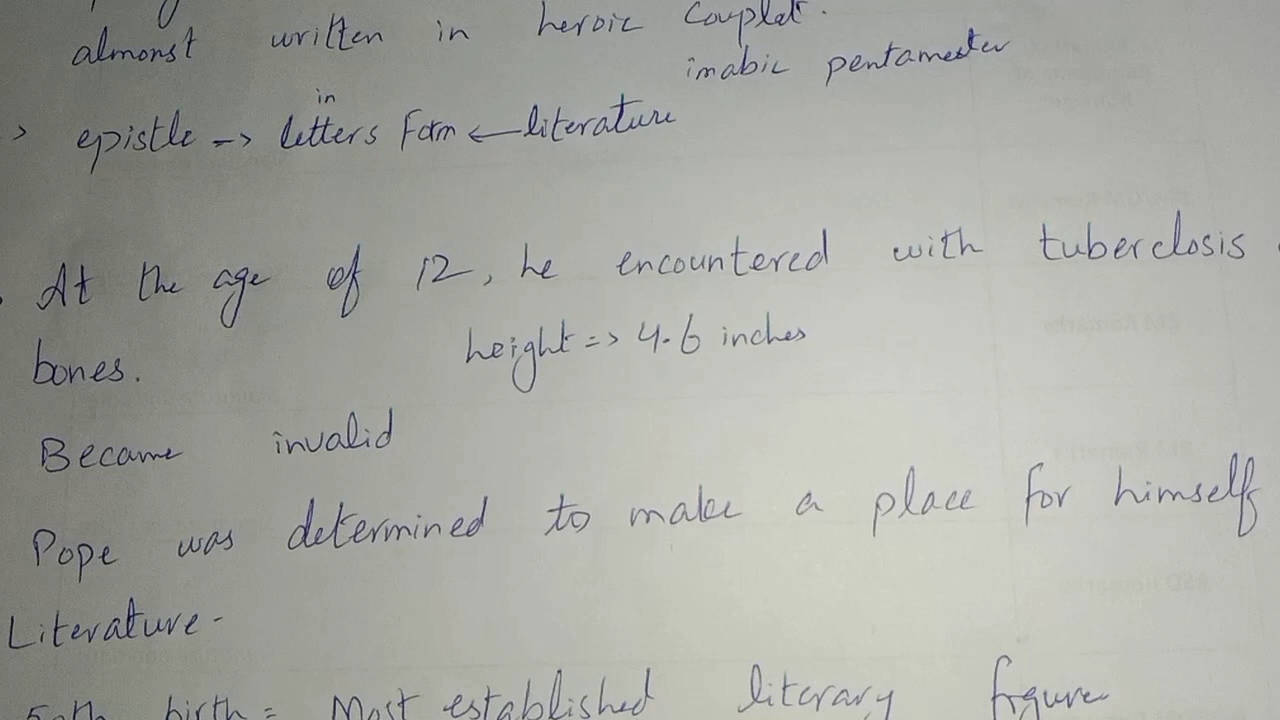 almonst written in heroic Couplet.
imabic pentameter
> epistle -> in letters Form <- literature
At the age of 12, he encountered with tuberclosis
bones.
height => 4.6 inches
Became invalid
Pope was determined to make a place for himself
Literature -
birth = Most established literary figure